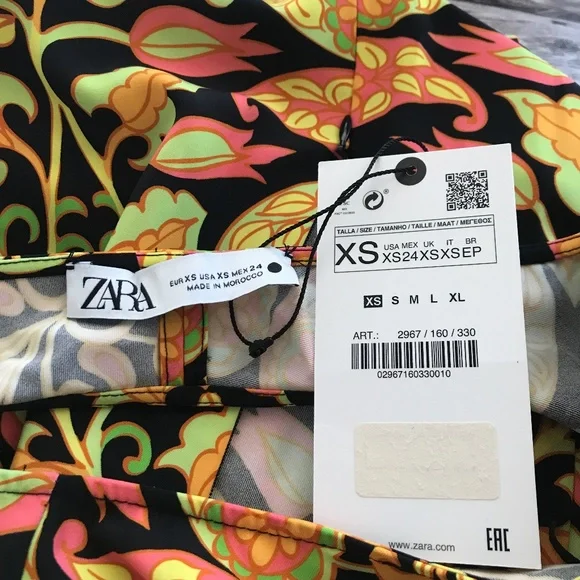 ZARA
EUR XS USA XS MEX 24
MADE IN MOROCCO
TALLA / SIZE / TAMANHO / TAILLE / MAAT / ΜΕΓΕΘΟΣ
XS
USA MEX UK IT BR
XS 24 XS XS EP
XS S M L XL
ART.: 2967 / 160 / 330
02967160330010
www.zara.com
EAC